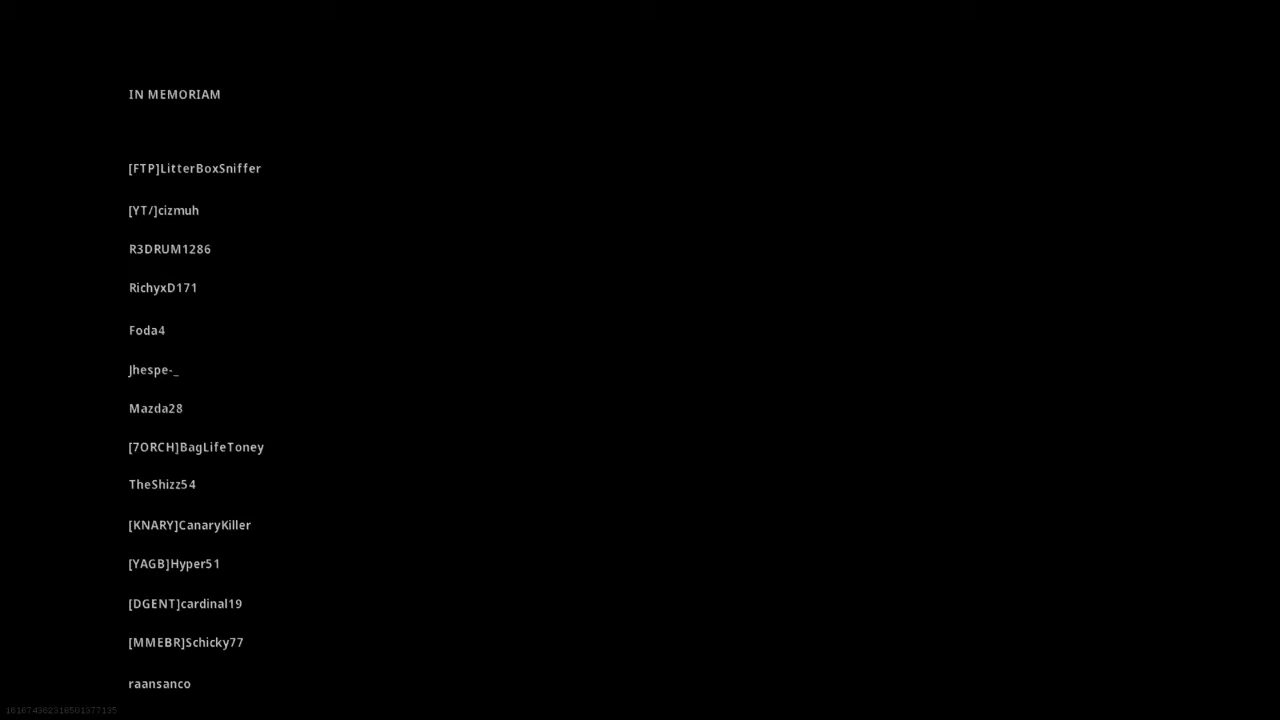 IN MEMORIAM
[FTP]LitterBoxSniffer
[YT/]cizmuh
R3DRUM1286
RichyxD171
Foda4
Jhespe-_
Mazda28
[7ORCH]BagLifeToney
TheShizz54
[KNARY]CanaryKiller
[YAGB]Hyper51
[DGENT]cardinal19
[MMEBR]Schicky77
raansanco